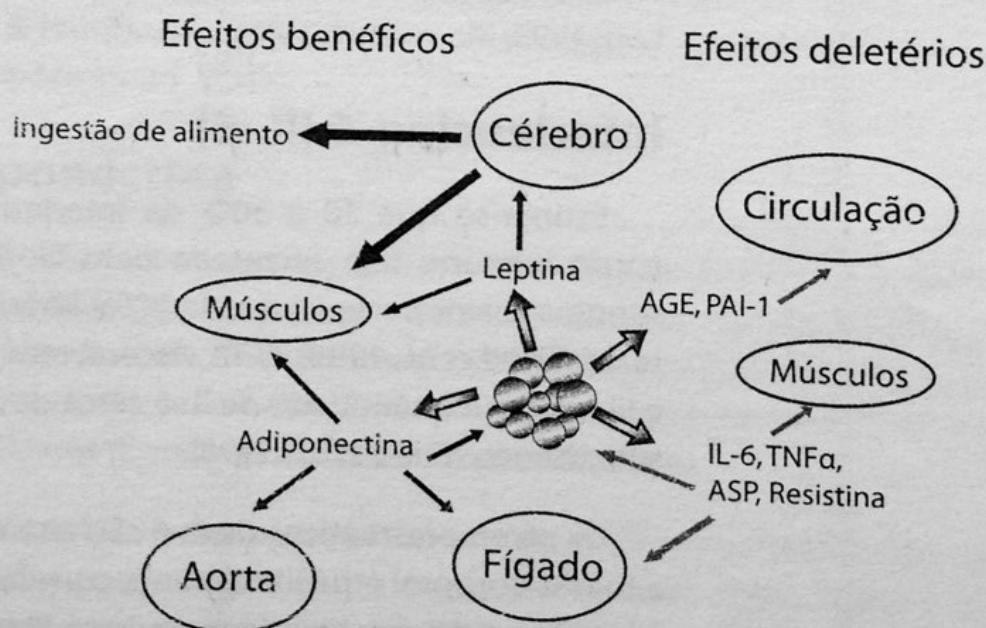 Efeitos benéficos
Efeitos deletérios
Ingestão de alimento
Cérebro
Circulação
Leptina
AGE, PAI-1
Músculos
Músculos
Adiponectina
IL-6, TNFα,
ASP, Resistina
Aorta
Fígado